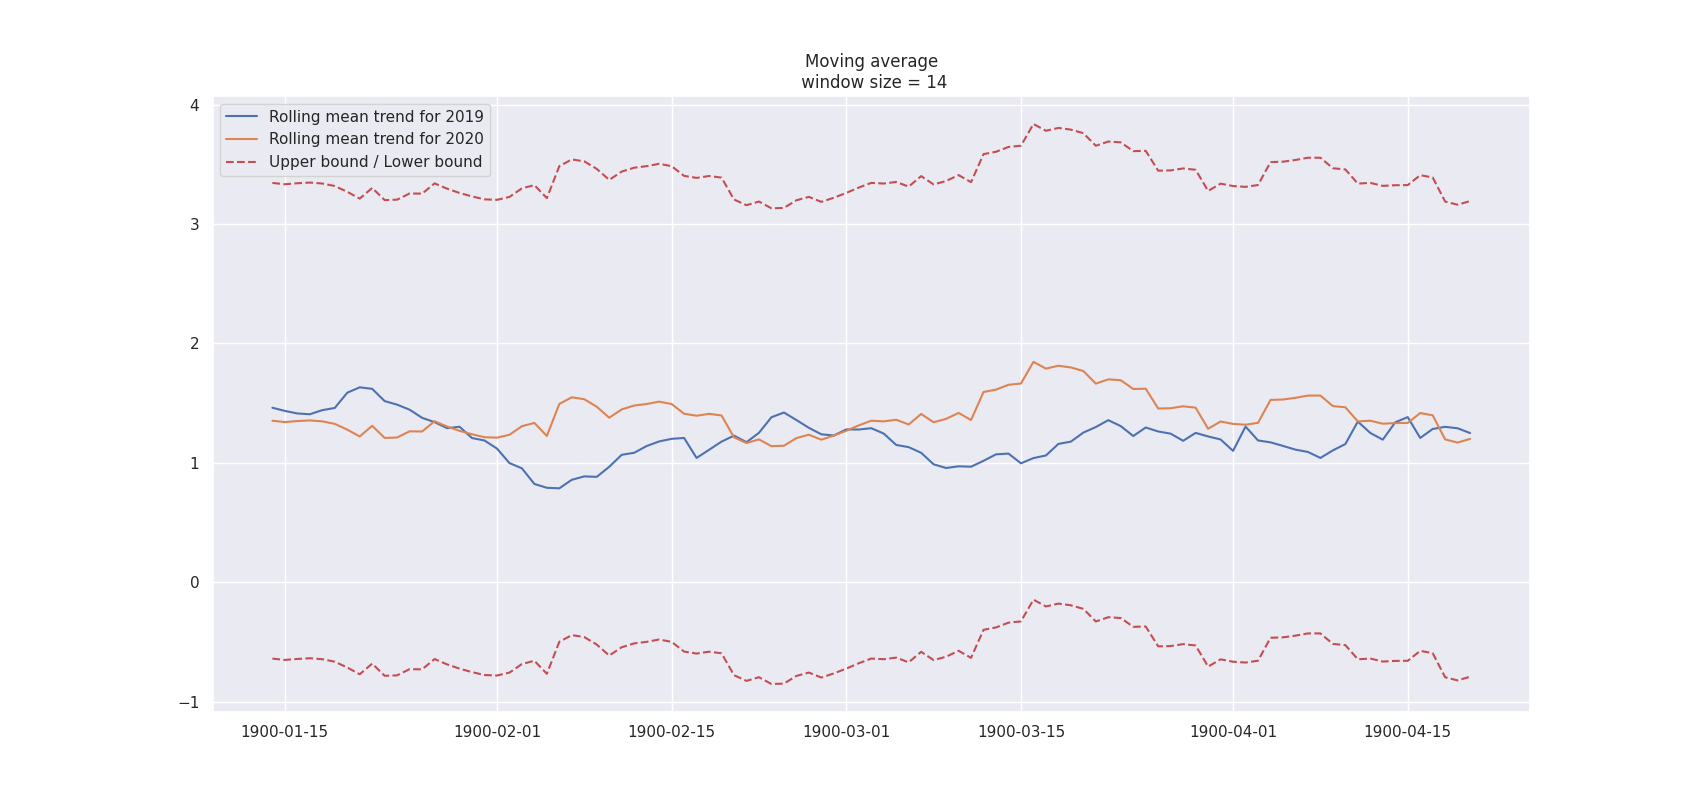 Moving average
window size = 14
Rolling mean trend for 2019
Rolling mean trend for 2020
Upper bound / Lower bound
4
3
2
1
0
−1
1900-01-15
1900-02-01
1900-02-15
1900-03-01
1900-03-15
1900-04-01
1900-04-15